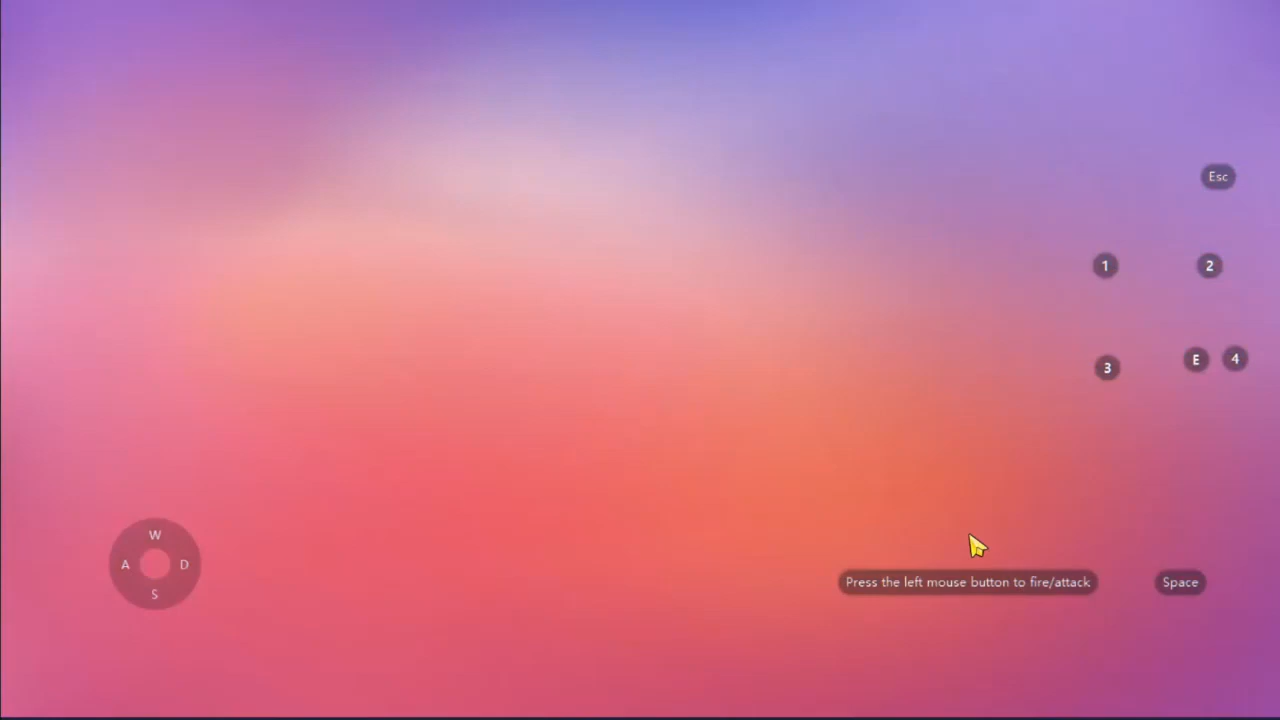 Esc
1
2
3
E
4
W
A
D
S
Press the left mouse button to fire/attack
Space